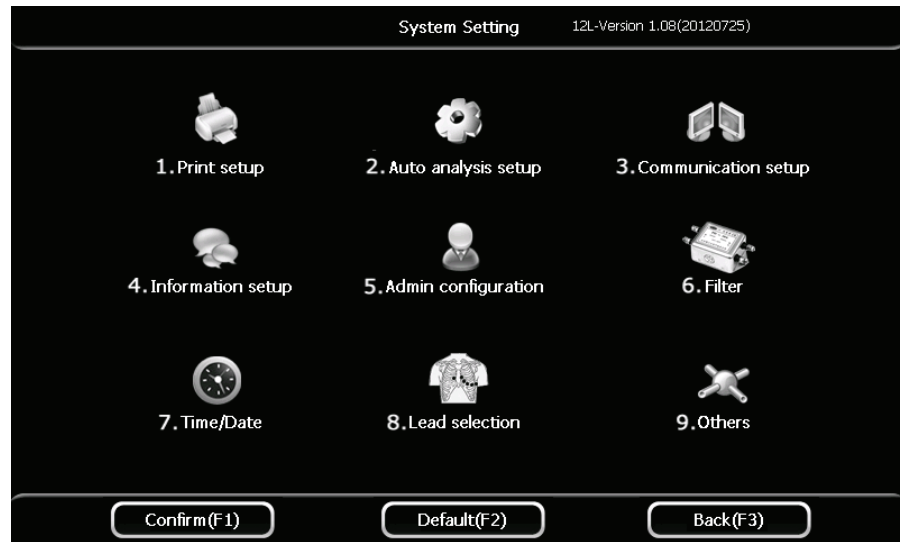 System Setting 12L-Version 1.08(20120725)
1.Print setup 2.Auto analysis setup 3.Communication setup
4.Information setup 5.Admin configuration 6.Filter
7.Time/Date 8.Lead selection 9.Others
Confirm(F1) Default(F2) Back(F3)